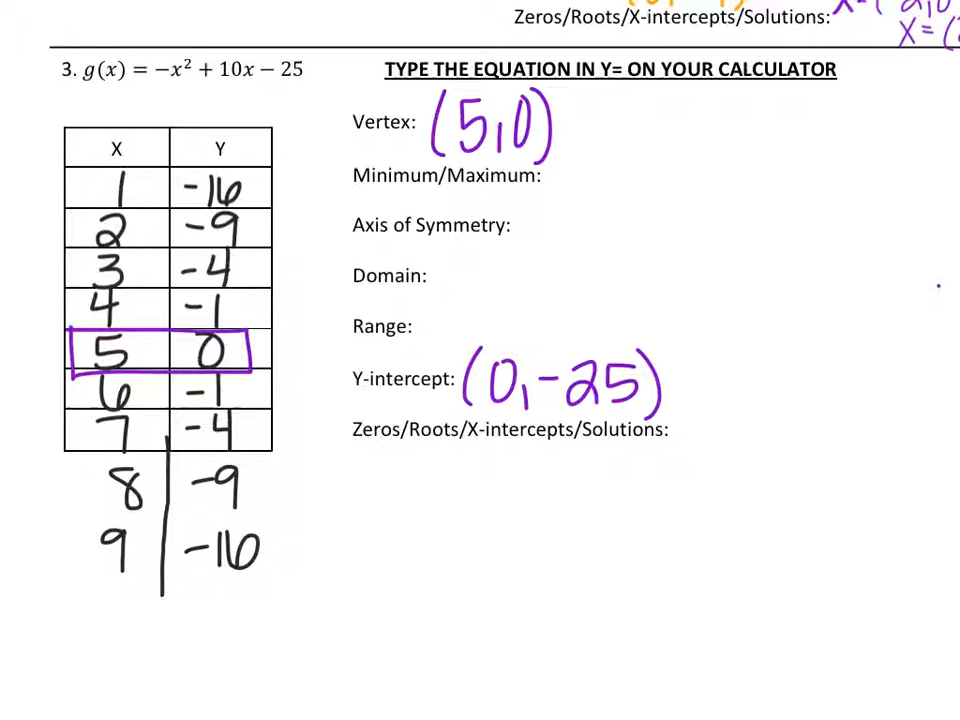 Zeros/Roots/X-intercepts/Solutions:
X=
3. g(x) = −x² + 10x − 25 TYPE THE EQUATION IN Y= ON YOUR CALCULATOR
Vertex: (5,0)
X Y
1 -16
2 -9
3 -4
4 -1
5 0
6 -1
7 -4
8 -9
9 -16
Minimum/Maximum:
Axis of Symmetry:
Domain:
Range:
Y-intercept: (0,-25)
Zeros/Roots/X-intercepts/Solutions: